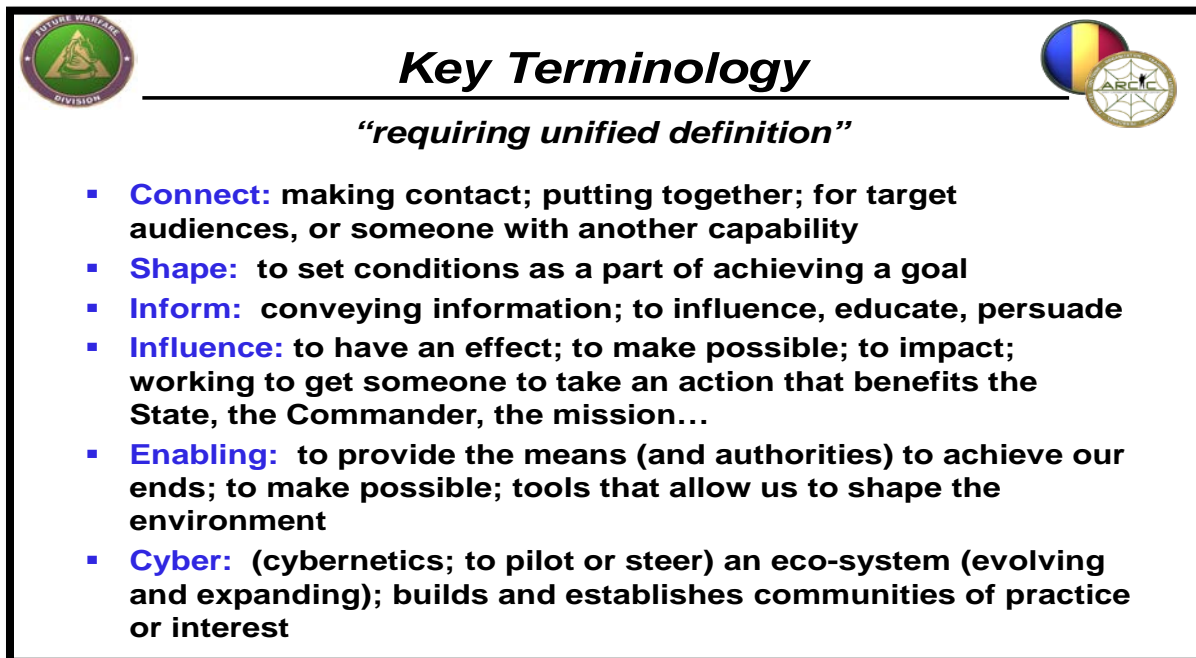 FUTURE WARFARE
DIVISION
ARCIC
Key Terminology
“requiring unified definition”
▪ Connect: making contact; putting together; for target
audiences, or someone with another capability
▪ Shape: to set conditions as a part of achieving a goal
▪ Inform: conveying information; to influence, educate, persuade
▪ Influence: to have an effect; to make possible; to impact;
working to get someone to take an action that benefits the
State, the Commander, the mission…
▪ Enabling: to provide the means (and authorities) to achieve our
ends; to make possible; tools that allow us to shape the
environment
▪ Cyber: (cybernetics; to pilot or steer) an eco-system (evolving
and expanding); builds and establishes communities of practice
or interest